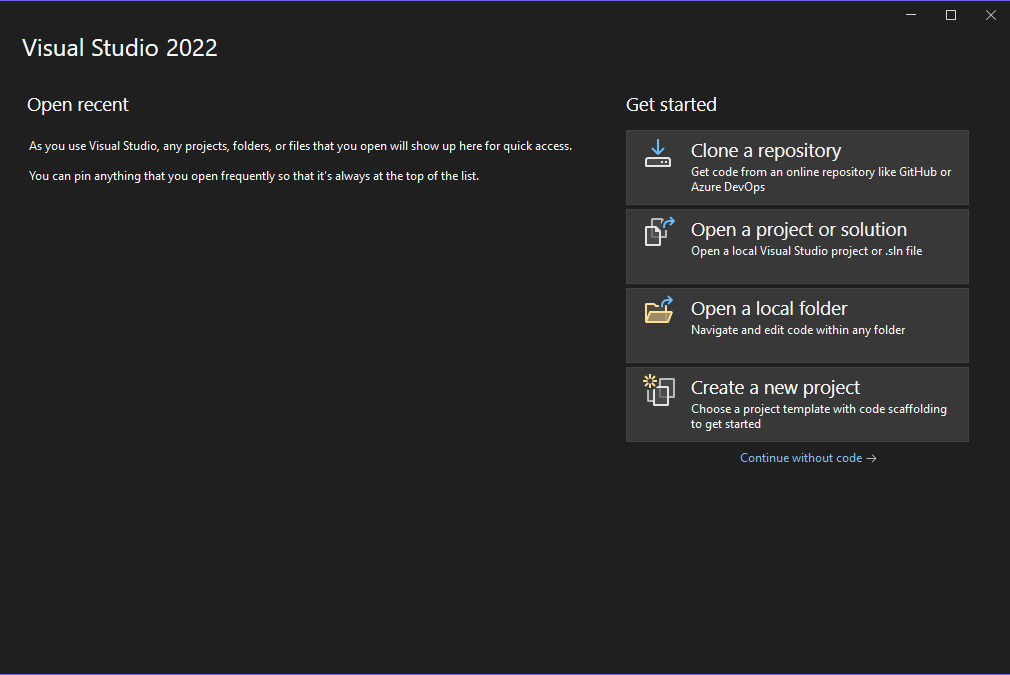 Visual Studio 2022
Open recent
As you use Visual Studio, any projects, folders, or files that you open will show up here for quick access.
You can pin anything that you open frequently so that it's always at the top of the list.
Get started
Clone a repository
Get code from an online repository like GitHub or
Azure DevOps
Open a project or solution
Open a local Visual Studio project or .sln file
Open a local folder
Navigate and edit code within any folder
Create a new project
Choose a project template with code scaffolding
to get started
Continue without code →